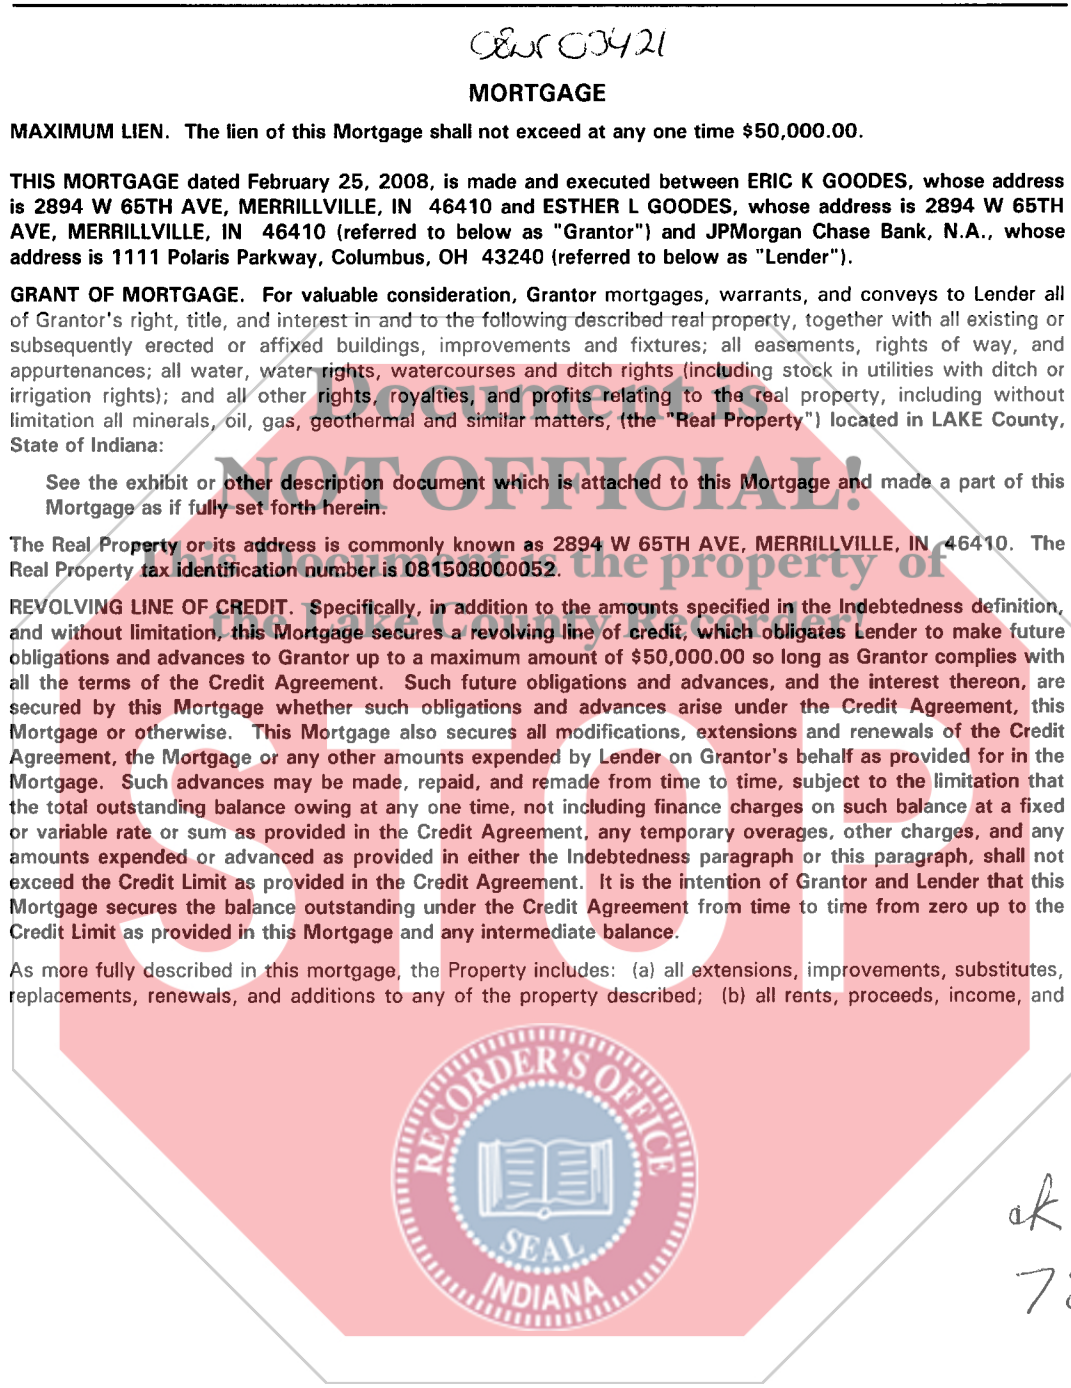 MORTGAGE
MAXIMUM LIEN. The lien of this Mortgage shall not exceed at any one time $50,000.00.
THIS MORTGAGE dated February 25, 2008, is made and executed between ERIC K GOODES, whose address
is 2894 W 65TH AVE, MERRILLVILLE, IN 46410 and ESTHER L GOODES, whose address is 2894 W 65TH
AVE, MERRILLVILLE, IN 46410 (referred to below as "Grantor") and JPMorgan Chase Bank, N.A., whose
address is 1111 Polaris Parkway, Columbus, OH 43240 (referred to below as "Lender").
GRANT OF MORTGAGE. For valuable consideration, Grantor mortgages, warrants, and conveys to Lender all
of Grantor's right, title, and interest in and to the following described real property, together with all existing or
subsequently erected or affixed buildings, improvements and fixtures; all easements, rights of way, and
appurtenances; all water, water rights, watercourses and ditch rights (including stock in utilities with ditch or
irrigation rights); and all other rights, royalties, and profits relating to the real property, including without
limitation all minerals, oil, gas, geothermal and similar matters, (the "Real Property") located in LAKE County,
State of Indiana:
See the exhibit or other description document which is attached to this Mortgage and made a part of this
Mortgage as if fully set forth herein.
The Real Property or its address is commonly known as 2894 W 65TH AVE, MERRILLVILLE, IN 46410. The
Real Property tax identification number is 081508000052.
REVOLVING LINE OF CREDIT. Specifically, in addition to the amounts specified in the Indebtedness definition,
and without limitation, this Mortgage secures a revolving line of credit, which obligates Lender to make future
obligations and advances to Grantor up to a maximum amount of $50,000.00 so long as Grantor complies with
all the terms of the Credit Agreement. Such future obligations and advances, and the interest thereon, are
secured by this Mortgage whether such obligations and advances arise under the Credit Agreement, this
Mortgage or otherwise. This Mortgage also secures all modifications, extensions and renewals of the Credit
Agreement, the Mortgage or any other amounts expended by Lender on Grantor's behalf as provided for in the
Mortgage. Such advances may be made, repaid, and remade from time to time, subject to the limitation that
the total outstanding balance owing at any one time, not including finance charges on such balance at a fixed
or variable rate or sum as provided in the Credit Agreement, any temporary overages, other charges, and any
amounts expended or advanced as provided in either the Indebtedness paragraph or this paragraph, shall not
exceed the Credit Limit as provided in the Credit Agreement. It is the intention of Grantor and Lender that this
Mortgage secures the balance outstanding under the Credit Agreement from time to time from zero up to the
Credit Limit as provided in this Mortgage and any intermediate balance.
As more fully described in this mortgage, the Property includes: (a) all extensions, improvements, substitutes,
replacements, renewals, and additions to any of the property described; (b) all rents, proceeds, income, and
Document is
NOT OFFICIAL!
This Document is the property of
the Lake County Recorder!
STOP
RECORDER'S OFFICE
SEAL
INDIANA
ok